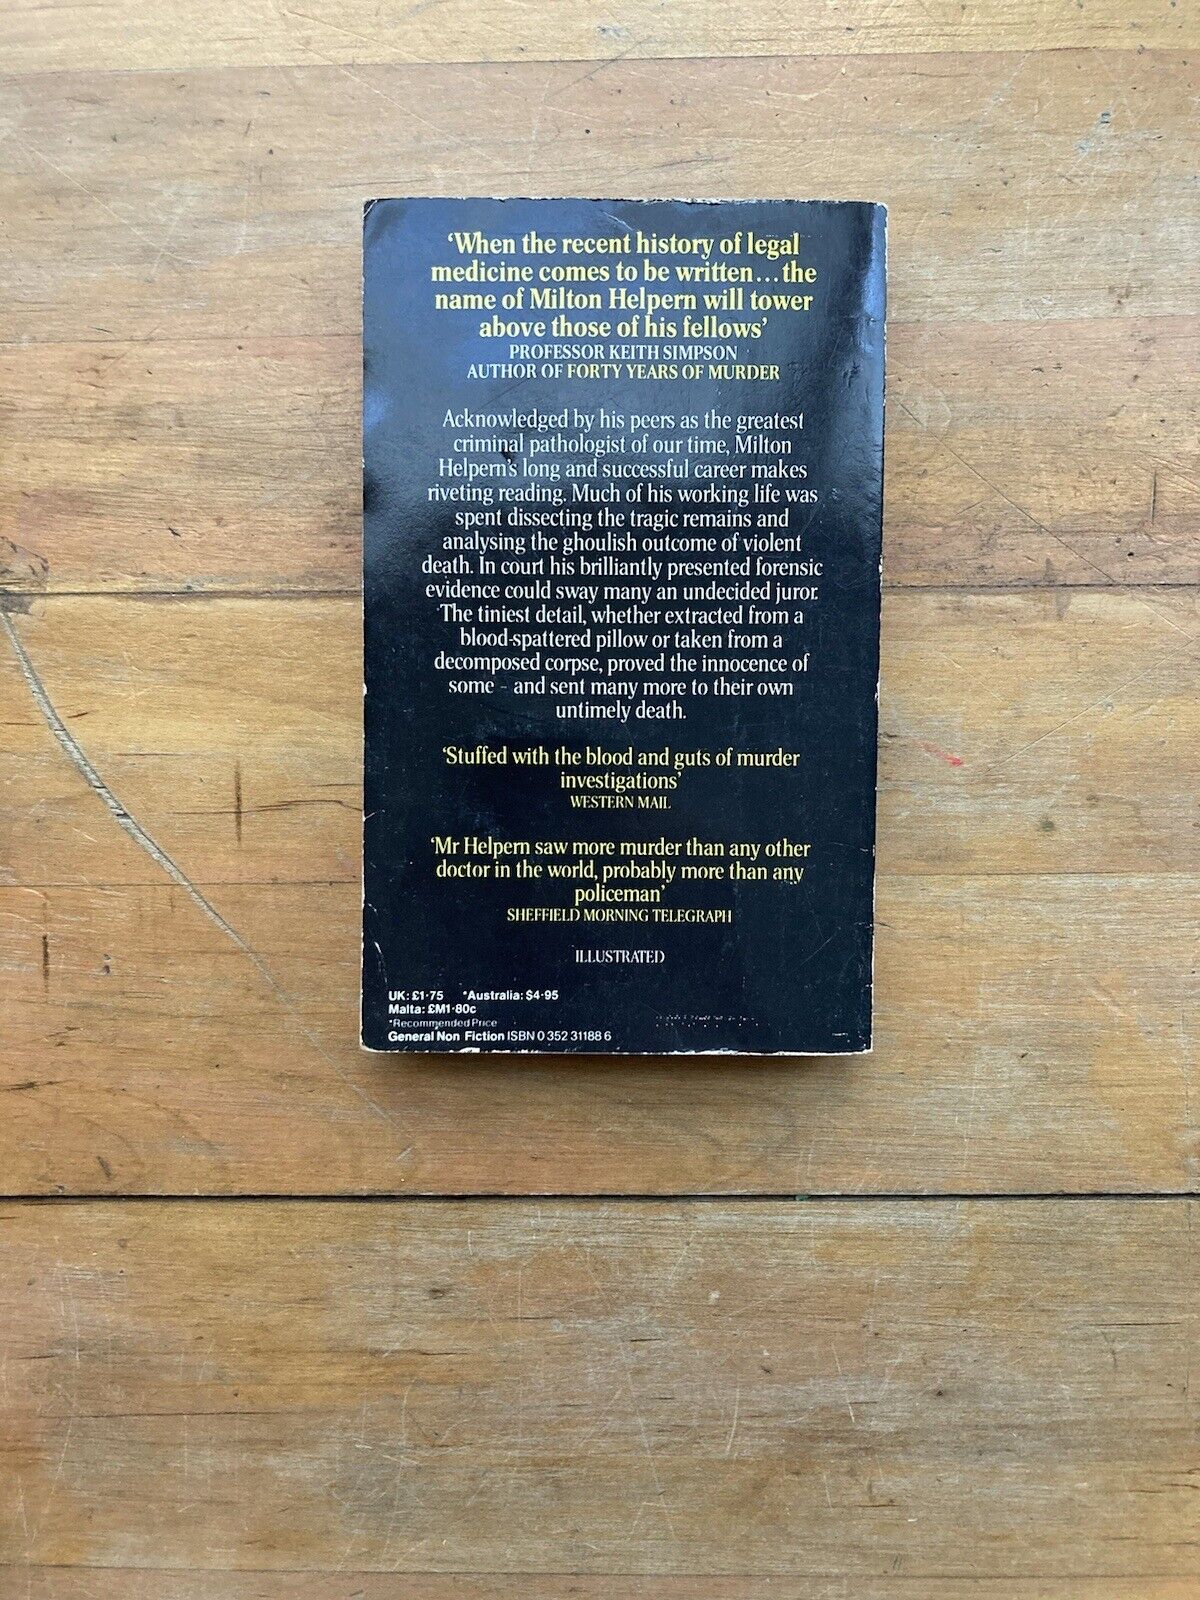 ‘When the recent history of legal
medicine comes to be written...the
name of Milton Helpern will tower
above those of his fellows’
PROFESSOR KEITH SIMPSON
AUTHOR OF FORTY YEARS OF MURDER
Acknowledged by his peers as the greatest
criminal pathologist of our time, Milton
Helpern's long and successful career makes
riveting reading. Much of his working life was
spent dissecting the tragic remains and
analysing the ghoulish outcome of violent
death. In court his brilliantly presented forensic
evidence could sway many an undecided juror.
The tiniest detail, whether extracted from a
blood-spattered pillow or taken from a
decomposed corpse, proved the innocence of
some - and sent many more to their own
untimely death.
‘Stuffed with the blood and guts of murder
investigations’
WESTERN MAIL
‘Mr Helpern saw more murder than any other
doctor in the world, probably more than any
policeman’
SHEFFIELD MORNING TELEGRAPH
ILLUSTRATED
UK: £1·75 *Australia: $4·95
Malta: £M1·80c
*Recommended Price
General Non Fiction ISBN 0 352 31188 6